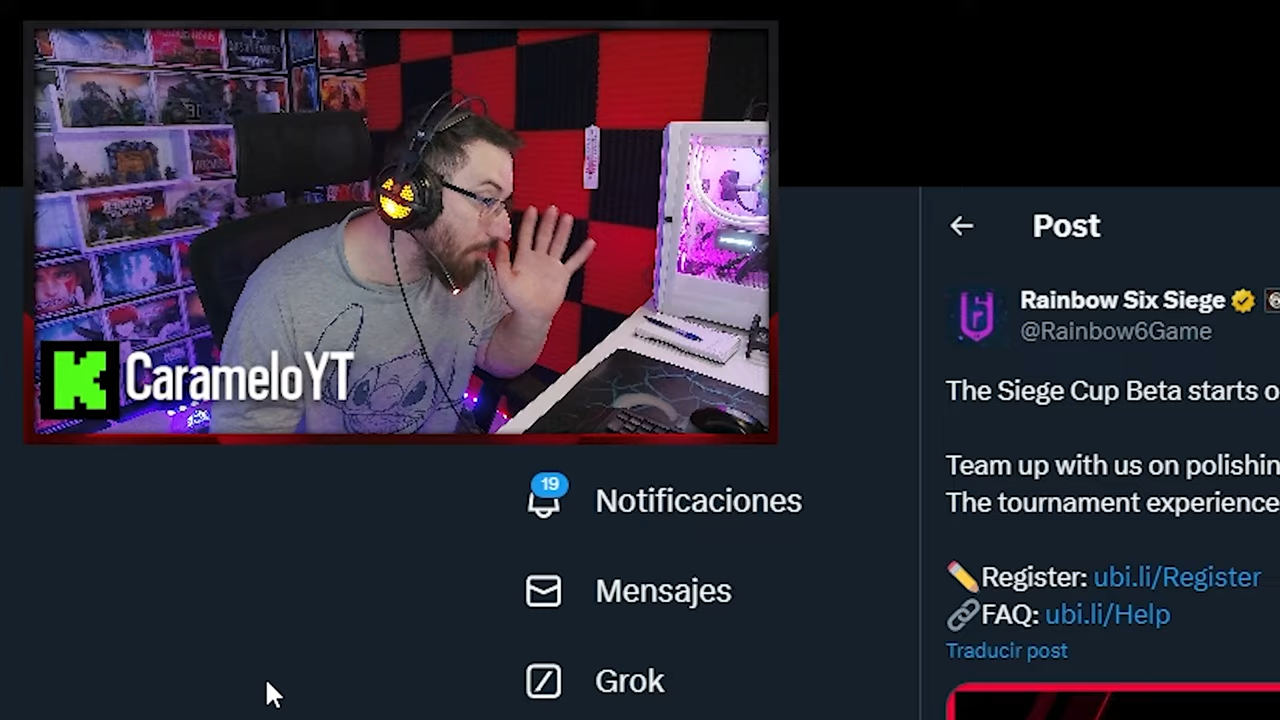 CarameloYT
19
Notificaciones
Mensajes
Grok
Post
Rainbow Six Siege
@Rainbow6Game
The Siege Cup Beta starts o
Team up with us on polishin
The tournament experience
Register: ubi.li/Register
FAQ: ubi.li/Help
Traducir post